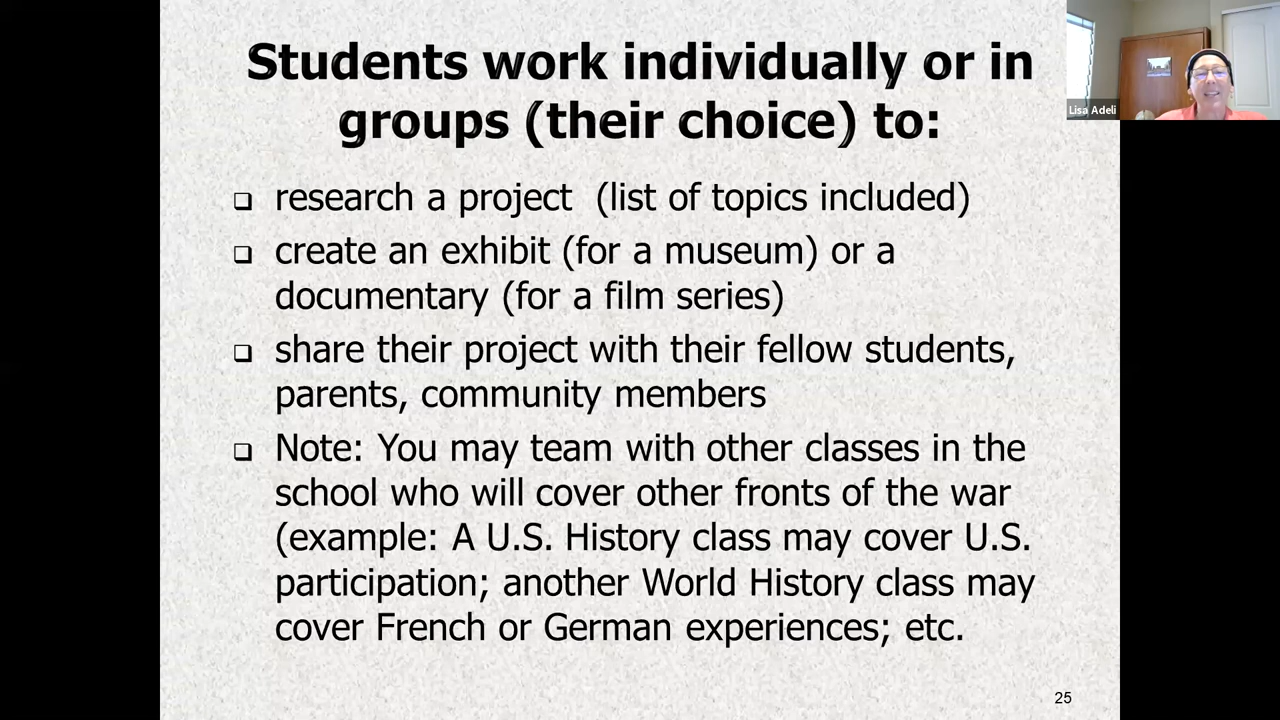 Students work individually or in
groups (their choice) to:
research a project  (list of topics included)
create an exhibit (for a museum) or a
documentary (for a film series)
share their project with their fellow students,
parents, community members
Note: You may team with other classes in the
school who will cover other fronts of the war
(example: A U.S. History class may cover U.S.
participation; another World History class may
cover French or German experiences; etc.
25
Lisa Adeli